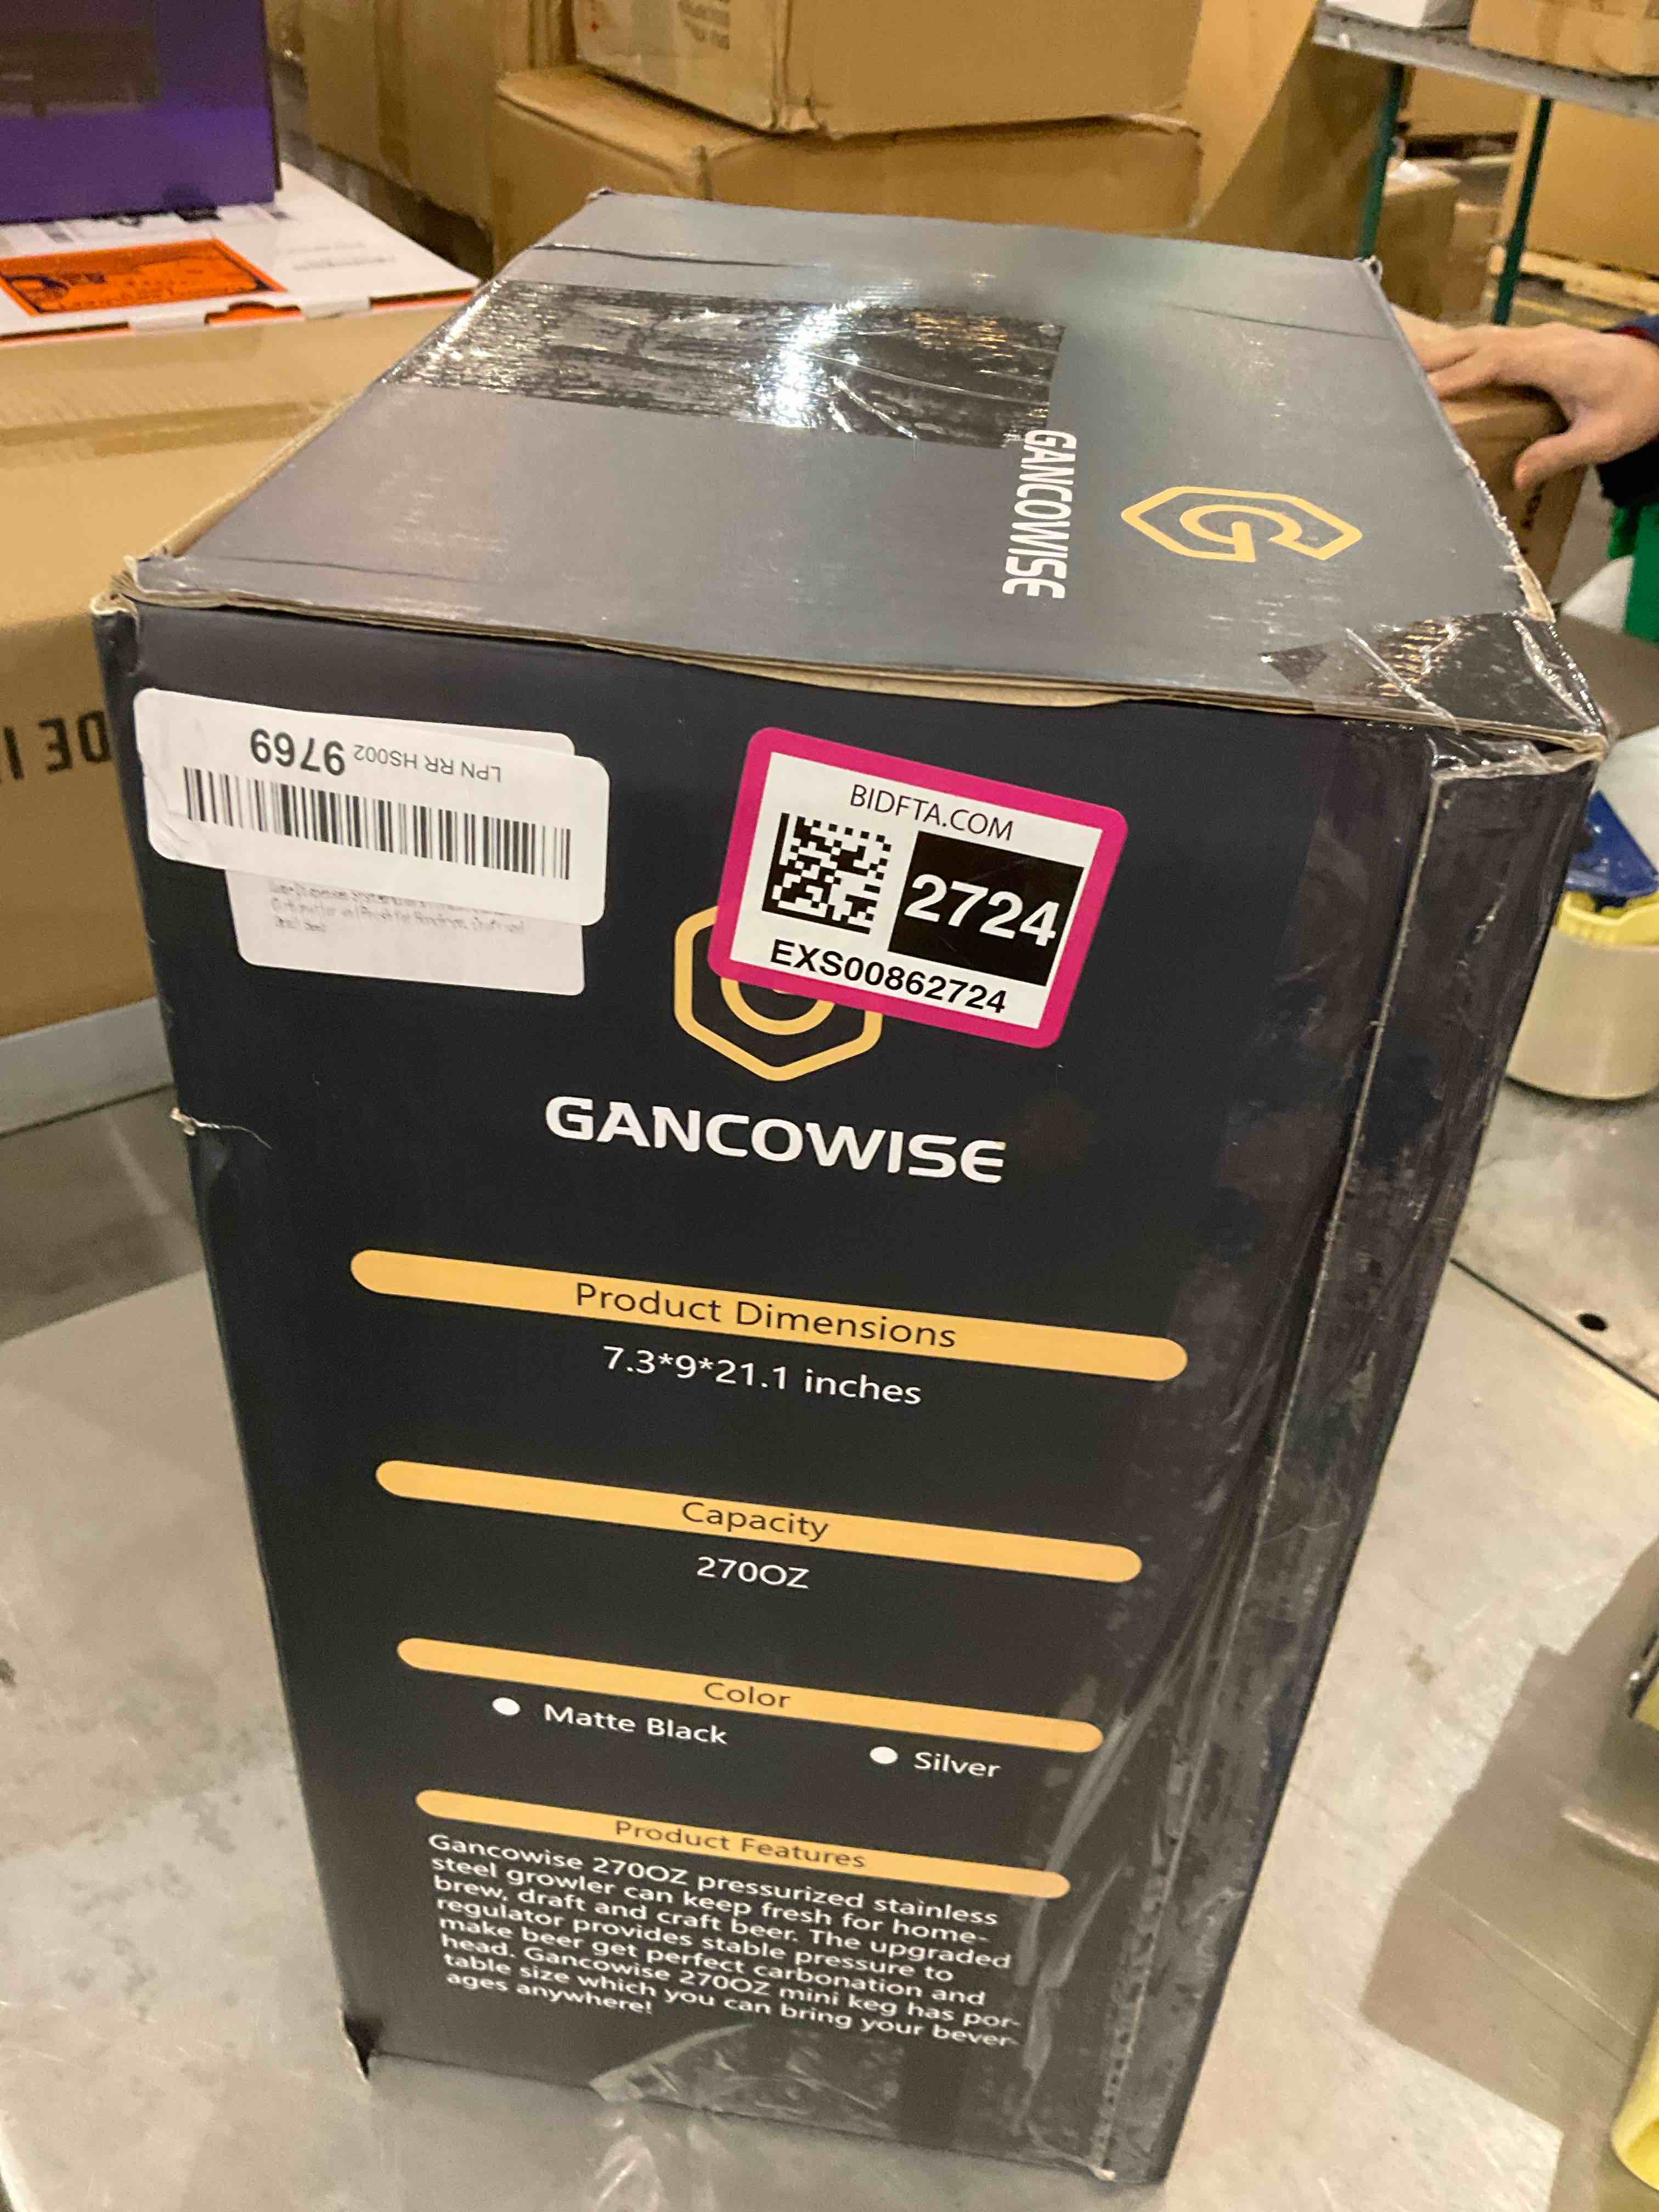 GANCOWISE
DE I
LPN RR HS002 9769
BIDFTA.COM
2724
EXS00862724
GANCOWISE
Product Dimensions
7.3*9*21.1 inches
Capacity
270OZ
Color
Matte Black
Silver
Product Features
Gancowise 270OZ pressurized stainless
steel growler can keep fresh for home-
brew, draft and craft beer. The upgraded
regulator provides stable pressure to
make beer get perfect carbonation and
head. Gancowise 270OZ mini keg has por-
table size which you can bring your bever-
ages anywhere!